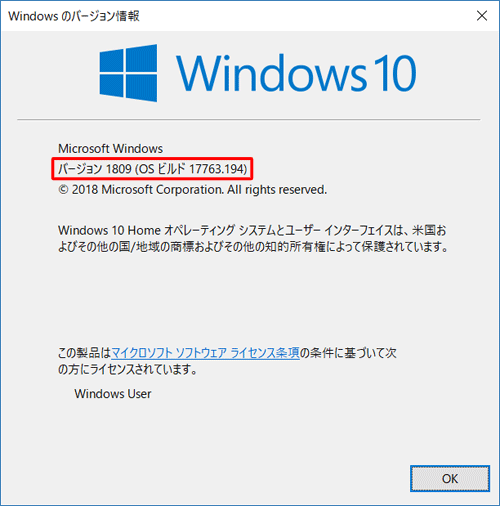 Windows のバージョン情報
Windows 10
Microsoft Windows
バージョン 1809 (OS ビルド 17763.194)
© 2018 Microsoft Corporation. All rights reserved.
Windows 10 Home オペレーティング システムとユーザー インターフェイスは、米国お
よびその他の国/地域の商標およびその他の知的所有権によって保護されています。
この製品はマイクロソフト ソフトウェア ライセンス条項の条件に基づいて次
の方にライセンスされています。
Windows User
OK